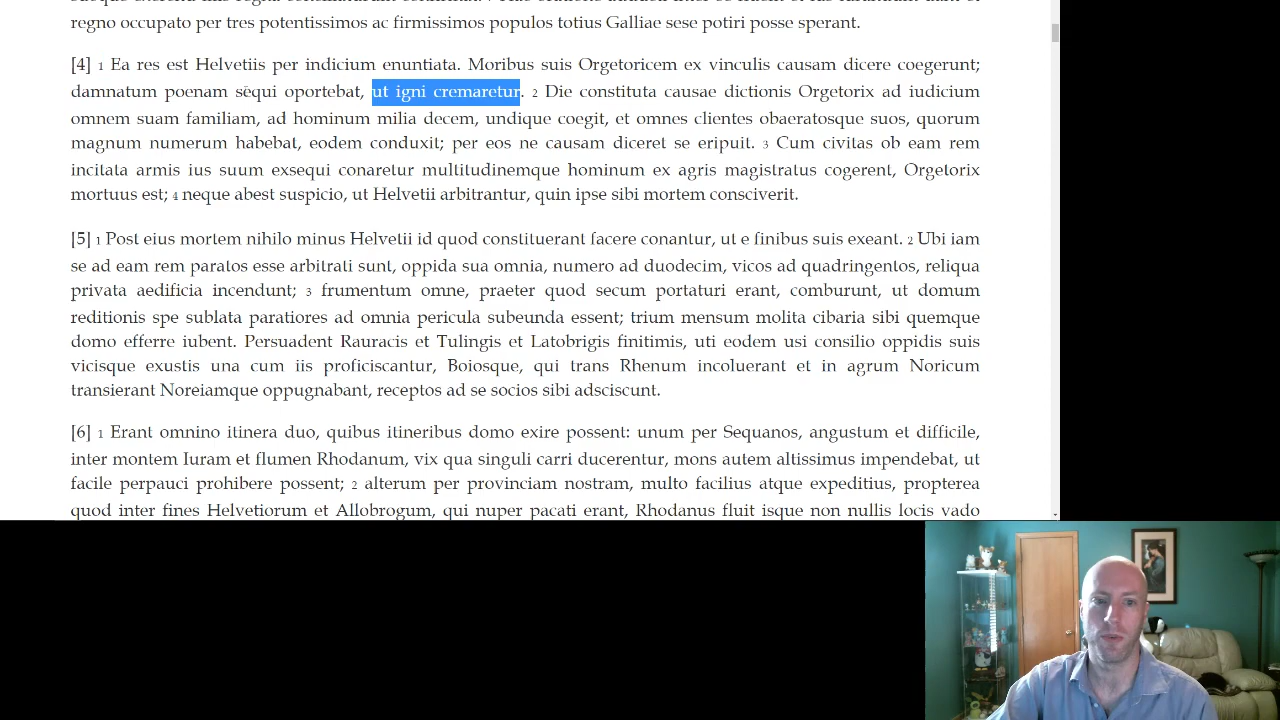 regno occupato per tres potentissimos ac firmissimos populos totius Galliae sese potiri posse sperant.
[4] 1 Ea res est Helvetiis per indicium enuntiata. Moribus suis Orgetoricem ex vinculis causam dicere coegerunt;
damnatum poenam sequi oportebat, ut igni cremaretur. 2 Die constituta causae dictionis Orgetorix ad iudicium
omnem suam familiam, ad hominum milia decem, undique coegit, et omnes clientes obaeratosque suos, quorum
magnum numerum habebat, eodem conduxit; per eos ne causam diceret se eripuit. 3 Cum civitas ob eam rem
incitata armis ius suum exsequi conaretur multitudinemque hominum ex agris magistratus cogerent, Orgetorix
mortuus est; 4 neque abest suspicio, ut Helvetii arbitrantur, quin ipse sibi mortem consciverit.
[5] 1 Post eius mortem nihilo minus Helvetii id quod constituerant facere conantur, ut e finibus suis exeant. 2 Ubi iam
se ad eam rem paratos esse arbitrati sunt, oppida sua omnia, numero ad duodecim, vicos ad quadringentos, reliqua
privata aedificia incendunt; 3 frumentum omne, praeter quod secum portaturi erant, comburunt, ut domum
reditionis spe sublata paratiores ad omnia pericula subeunda essent; trium mensum molita cibaria sibi quemque
domo efferre iubent. Persuadent Rauracis et Tulingis et Latobrigis finitimis, uti eodem usi consilio oppidis suis
vicisque exustis una cum iis proficiscantur, Boiosque, qui trans Rhenum incoluerant et in agrum Noricum
transierant Noreiamque oppugnabant, receptos ad se socios sibi adsciscunt.
[6] 1 Erant omnino itinera duo, quibus itineribus domo exire possent: unum per Sequanos, angustum et difficile,
inter montem Iuram et flumen Rhodanum, vix qua singuli carri ducerentur, mons autem altissimus impendebat, ut
facile perpauci prohibere possent; 2 alterum per provinciam nostram, multo facilius atque expeditius, propterea
quod inter fines Helvetiorum et Allobrogum, qui nuper pacati erant, Rhodanus fluit isque non nullis locis vado